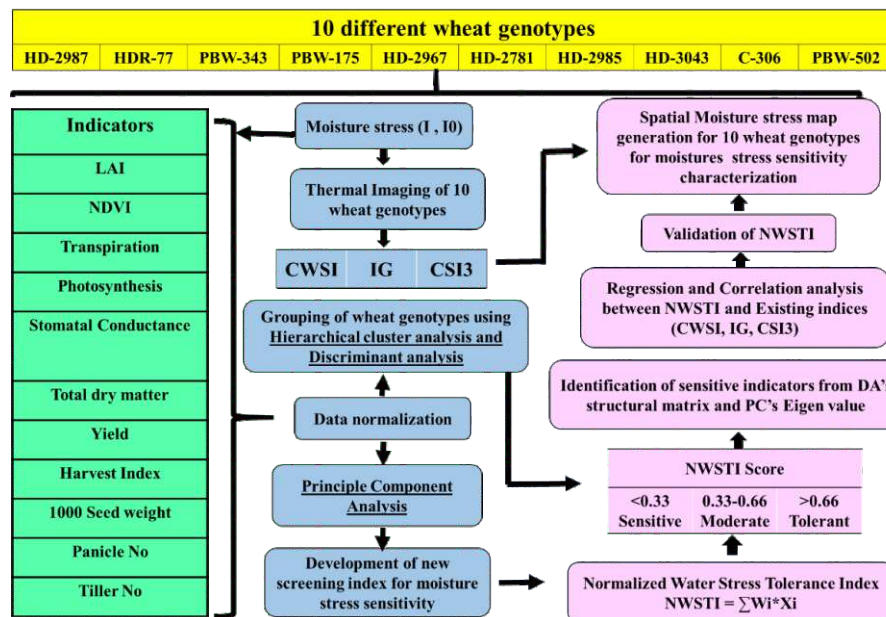 10 different wheat genotypes
HD-2987 HDR-77 PBW-343 PBW-175 HD-2967 HD-2781 HD-2985 HD-3043 C-306 PBW-502
Indicators
LAI
NDVI
Transpiration
Photosynthesis
Stomatal Conductance
Total dry matter
Yield
Harvest Index
1000 Seed weight
Panicle No
Tiller No
Moisture stress (I , I0)
Thermal Imaging of 10
wheat genotypes
CWSI IG CSI3
Grouping of wheat genotypes using
Hierarchical cluster analysis and
Discriminant analysis
Data normalization
Principle Component
Analysis
Development of new
screening index for moisture
stress sensitivity
Spatial Moisture stress map
generation for 10 wheat genotypes
for moistures stress sensitivity
characterization
Validation of NWSTI
Regression and Correlation analysis
between NWSTI and Existing indices
(CWSI, IG, CSI3)
Identification of sensitive indicators from DA's
structural matrix and PC's Eigen value
NWSTI Score
<0.33 0.33-0.66 >0.66
Sensitive Moderate Tolerant
Normalized Water Stress Tolerance Index
NWSTI = ∑Wi*Xi